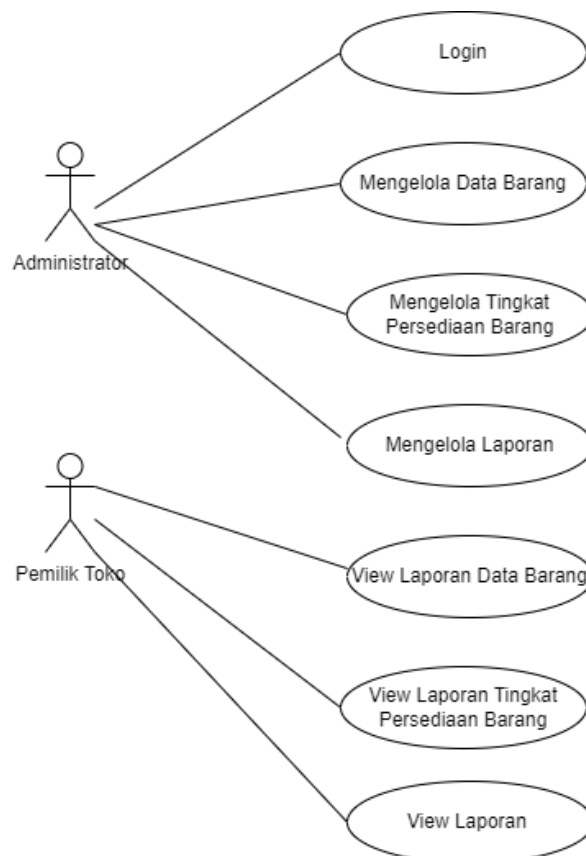 Login
Mengelola Data Barang
Administrator
Mengelola Tingkat
Persediaan Barang
Mengelola Laporan
Pemilik Toko
View Laporan Data Barang
View Laporan Tingkat
Persediaan Barang
View Laporan